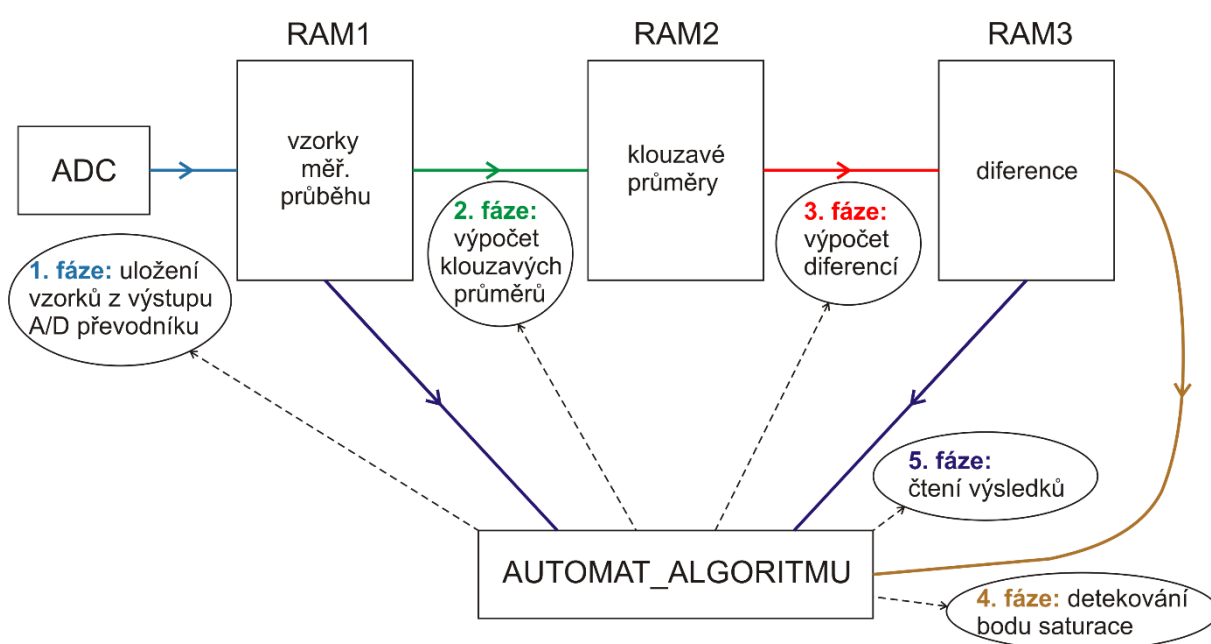 RAM1
RAM2
RAM3
ADC
vzorky
měř.
průběhu
klouzavé
průměry
diference
1. fáze: uložení
vzorků z výstupu
A/D převodníku
2. fáze:
výpočet
klouzavých
průměrů
3. fáze:
výpočet
diferencí
5. fáze:
čtení výsledků
AUTOMAT_ALGORITMU
4. fáze: detekování
bodu saturace